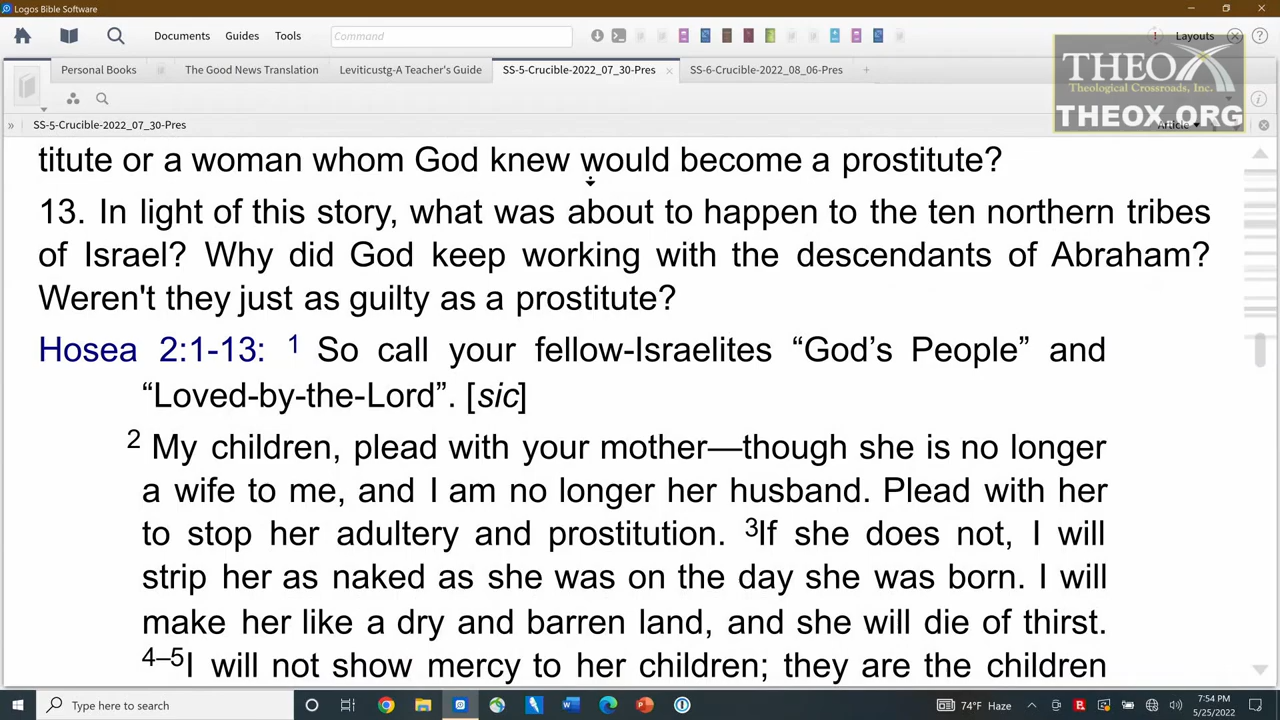 Logos Bible Software
Documents Guides Tools Command Layouts
Personal Books The Good News Translation Leviticustg-A Teacher's Guide SS-5-Crucible-2022_07_30-Pres SS-6-Crucible-2022_08_06-Pres
THEOX
Theological Crossroads, Inc.
THEOX.ORG
SS-5-Crucible-2022_07_30-Pres Article
titute or a woman whom God knew would become a prostitute?
13. In light of this story, what was about to happen to the ten northern tribes
of Israel? Why did God keep working with the descendants of Abraham?
Weren't they just as guilty as a prostitute?
Hosea 2:1-13: 1 So call your fellow-Israelites “God’s People” and
“Loved-by-the-Lord”. [sic]
2 My children, plead with your mother—though she is no longer
a wife to me, and I am no longer her husband. Plead with her
to stop her adultery and prostitution. 3If she does not, I will
strip her as naked as she was on the day she was born. I will
make her like a dry and barren land, and she will die of thirst.
4–5I will not show mercy to her children; they are the children
Type here to search
74°F Haze
7:54 PM
5/25/2022